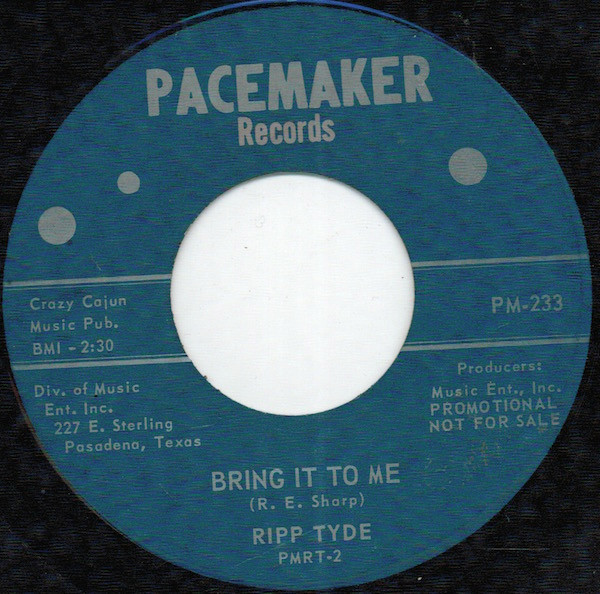 PACEMAKER
Records
Crazy Cajun
Music Pub.
BMI - 2:30
PM-233
Div. of Music
Ent. Inc.
227 E. Sterling
Pasadena, Texas
Producers:
Music Ent., Inc.
PROMOTIONAL
NOT FOR SALE
BRING IT TO ME
(R. E. Sharp)
RIPP TYDE
PMRT-2